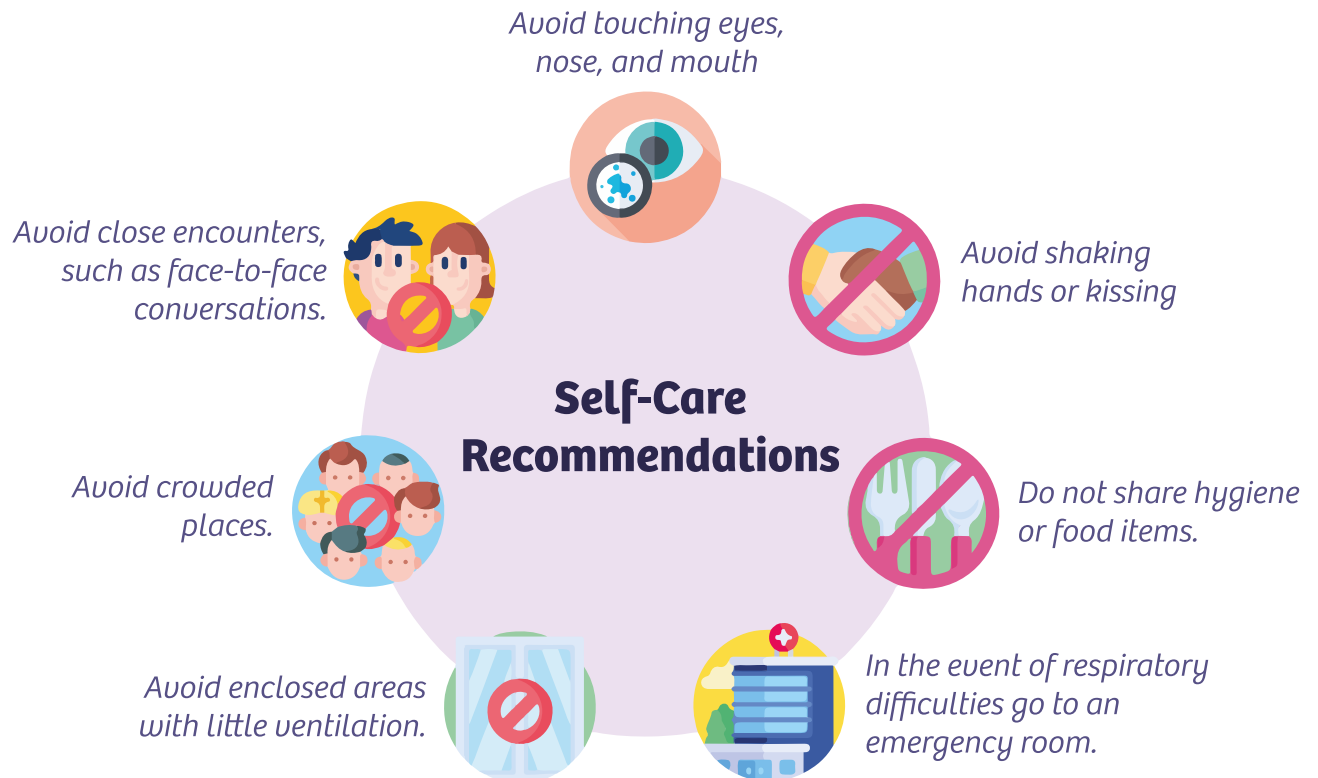 Avoid touching eyes,
nose, and mouth
Avoid close encounters,
such as face-to-face
conversations.
Avoid shaking
hands or kissing
Self-Care
Recommendations
Avoid crowded
places.
Do not share hygiene
or food items.
Avoid enclosed areas
with little ventilation.
In the event of respiratory
difficulties go to an
emergency room.